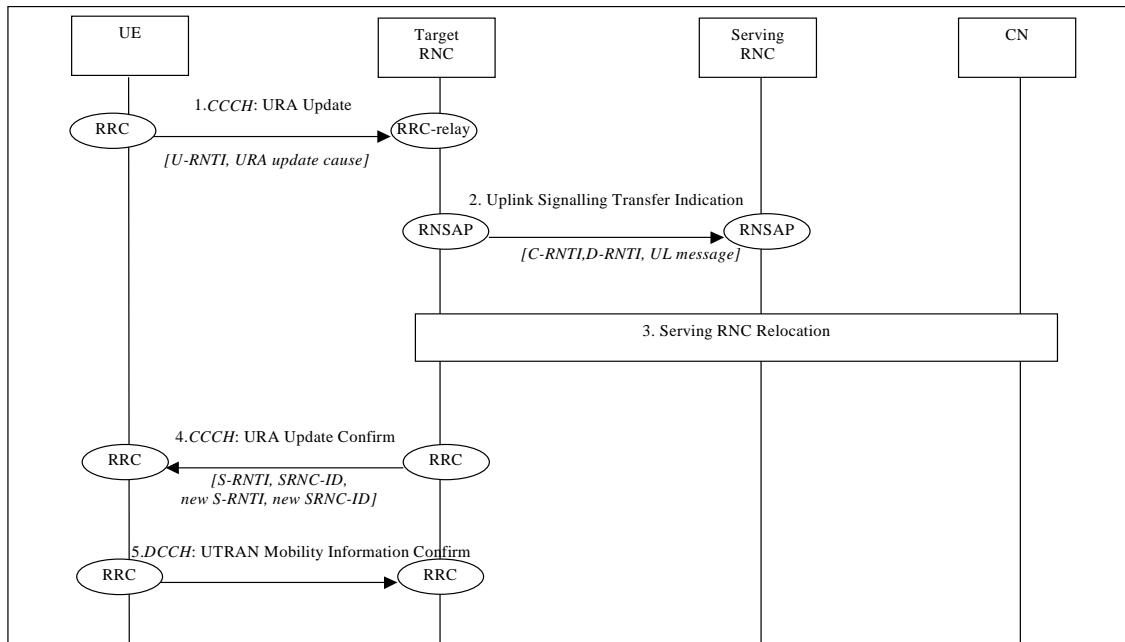 UE
Target
RNC
Serving
RNC
CN
1.CCCH: URA Update
RRC
RRC-relay
[U-RNTI, URA update cause]
2. Uplink Signalling Transfer Indication
RNSAP
RNSAP
[C-RNTI,D-RNTI, UL message]
3. Serving RNC Relocation
4.CCCH: URA Update Confirm
RRC
RRC
[S-RNTI, SRNC-ID,
new S-RNTI, new SRNC-ID]
5.DCCH: UTRAN Mobility Information Confirm
RRC
RRC